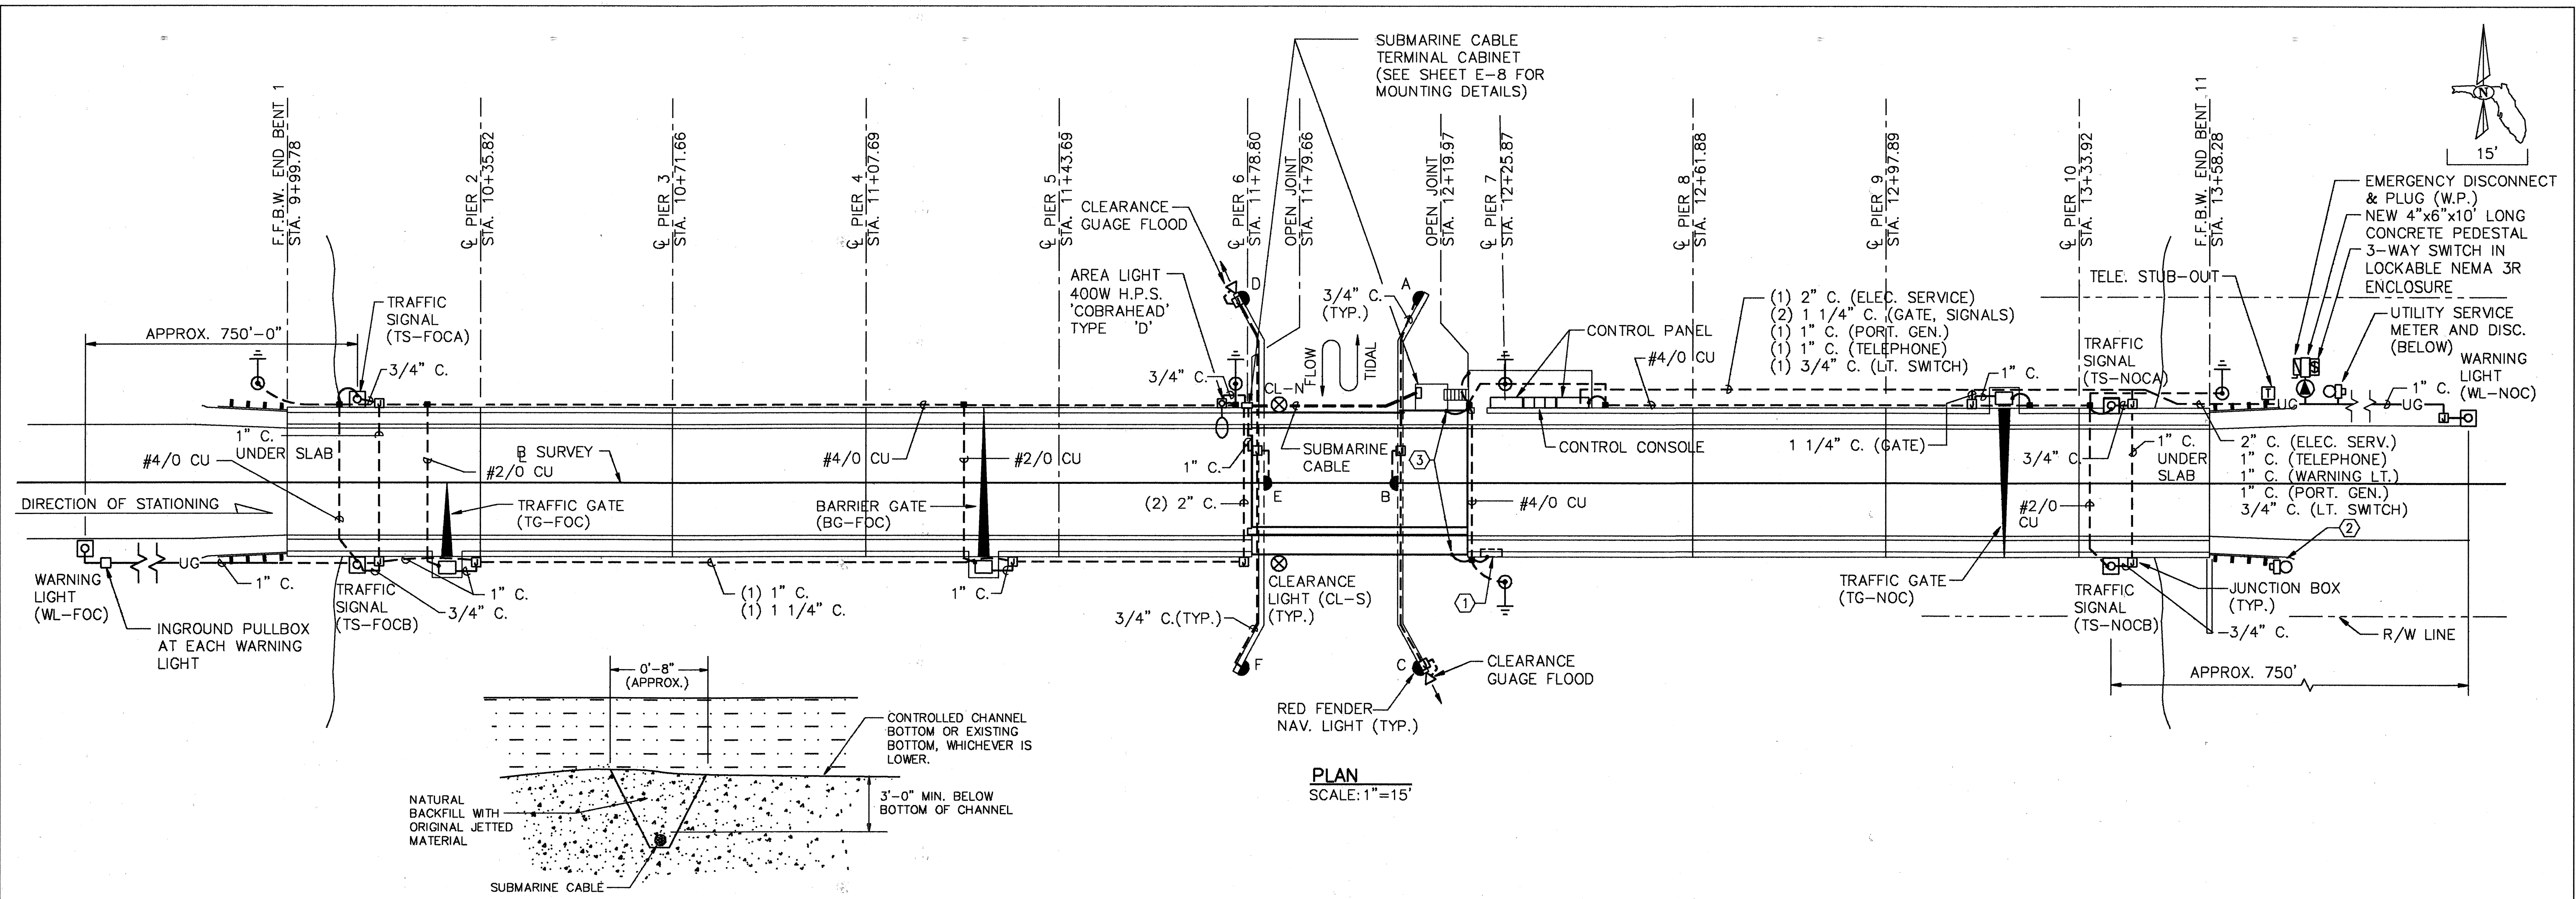 SUBMARINE CABLE
TERMINAL CABINET
(SEE SHEET E-8 FOR
MOUNTING DETAILS)
N
15'
F.F.B.W. END BENT 1
STA. 9+99.78
℄ PIER 2
STA. 10+35.82
℄ PIER 3
STA. 10+71.66
℄ PIER 4
STA. 11+07.69
℄ PIER 5
STA. 11+43.69
℄ PIER 6
STA. 11+78.80
OPEN JOINT
STA. 11+79.66
OPEN JOINT
STA. 12+19.97
℄ PIER 7
STA. 12+25.87
℄ PIER 8
STA. 12+61.88
℄ PIER 9
STA. 12+97.89
℄ PIER 10
STA. 13+33.92
F.F.B.W. END BENT 11
STA. 13+58.28
EMERGENCY DISCONNECT
& PLUG (W.P.)
NEW 4"x6"x10' LONG
CONCRETE PEDESTAL
3-WAY SWITCH IN
LOCKABLE NEMA 3R
ENCLOSURE
TELE. STUB-OUT
UTILITY SERVICE
METER AND DISC.
(BELOW)
WARNING
LIGHT
(WL-NOC)
CLEARANCE
GUAGE FLOOD
AREA LIGHT
400W H.P.S.
'COBRAHEAD'
TYPE 'D'
D
A
3/4" C.
(TYP.)
FLOW
TIDAL
CONTROL PANEL
(1) 2" C. (ELEC. SERVICE)
(2) 1 1/4" C. (GATE, SIGNALS)
(1) 1" C. (PORT. GEN.)
(1) 1" C. (TELEPHONE)
(1) 3/4" C. (LT. SWITCH)
#4/0 CU
TRAFFIC
SIGNAL
(TS-NOCA)
1" C.
T
N
S
UG
UG
1" C.
TRAFFIC
SIGNAL
(TS-FOCA)
APPROX. 750'-0"
3/4" C.
3/4" C.
CL-N
1" C.
UNDER SLAB
#4/0 CU
B SURVEY
#2/0 CU
#4/0 CU
#2/0 CU
1" C.
SUBMARINE
CABLE
3
CONTROL CONSOLE
1 1/4" C. (GATE)
3/4" C.
1" C.
UNDER
SLAB
2" C. (ELEC. SERV.)
1" C. (TELEPHONE)
1" C. (WARNING LT.)
1" C. (PORT. GEN.)
3/4" C. (LT. SWITCH)
DIRECTION OF STATIONING
TRAFFIC GATE
(TG-FOC)
BARRIER GATE
(BG-FOC)
(2) 2" C.
E
B
#4/0 CU
#2/0
CU
2
WARNING
LIGHT
(WL-FOC)
UG
1" C.
INGROUND PULLBOX
AT EACH WARNING
LIGHT
TRAFFIC
SIGNAL
(TS-FOCB)
1" C.
3/4" C.
(1) 1" C.
(1) 1 1/4" C.
1" C.
CLEARANCE
LIGHT (CL-S)
(TYP.)
3/4" C.(TYP.)
1
TRAFFIC GATE
(TG-NOC)
TRAFFIC
SIGNAL
(TS-NOCB)
JUNCTION BOX
(TYP.)
3/4" C.
R/W LINE
F
C
CLEARANCE
GUAGE FLOOD
RED FENDER
NAV. LIGHT (TYP.)
APPROX. 750'
0'-8"
(APPROX.)
CONTROLLED CHANNEL
BOTTOM OR EXISTING
BOTTOM, WHICHEVER IS
LOWER.
NATURAL
BACKFILL WITH
ORIGINAL JETTED
MATERIAL
3'-0" MIN. BELOW
BOTTOM OF CHANNEL
SUBMARINE CABLE
PLAN
SCALE: 1"=15'